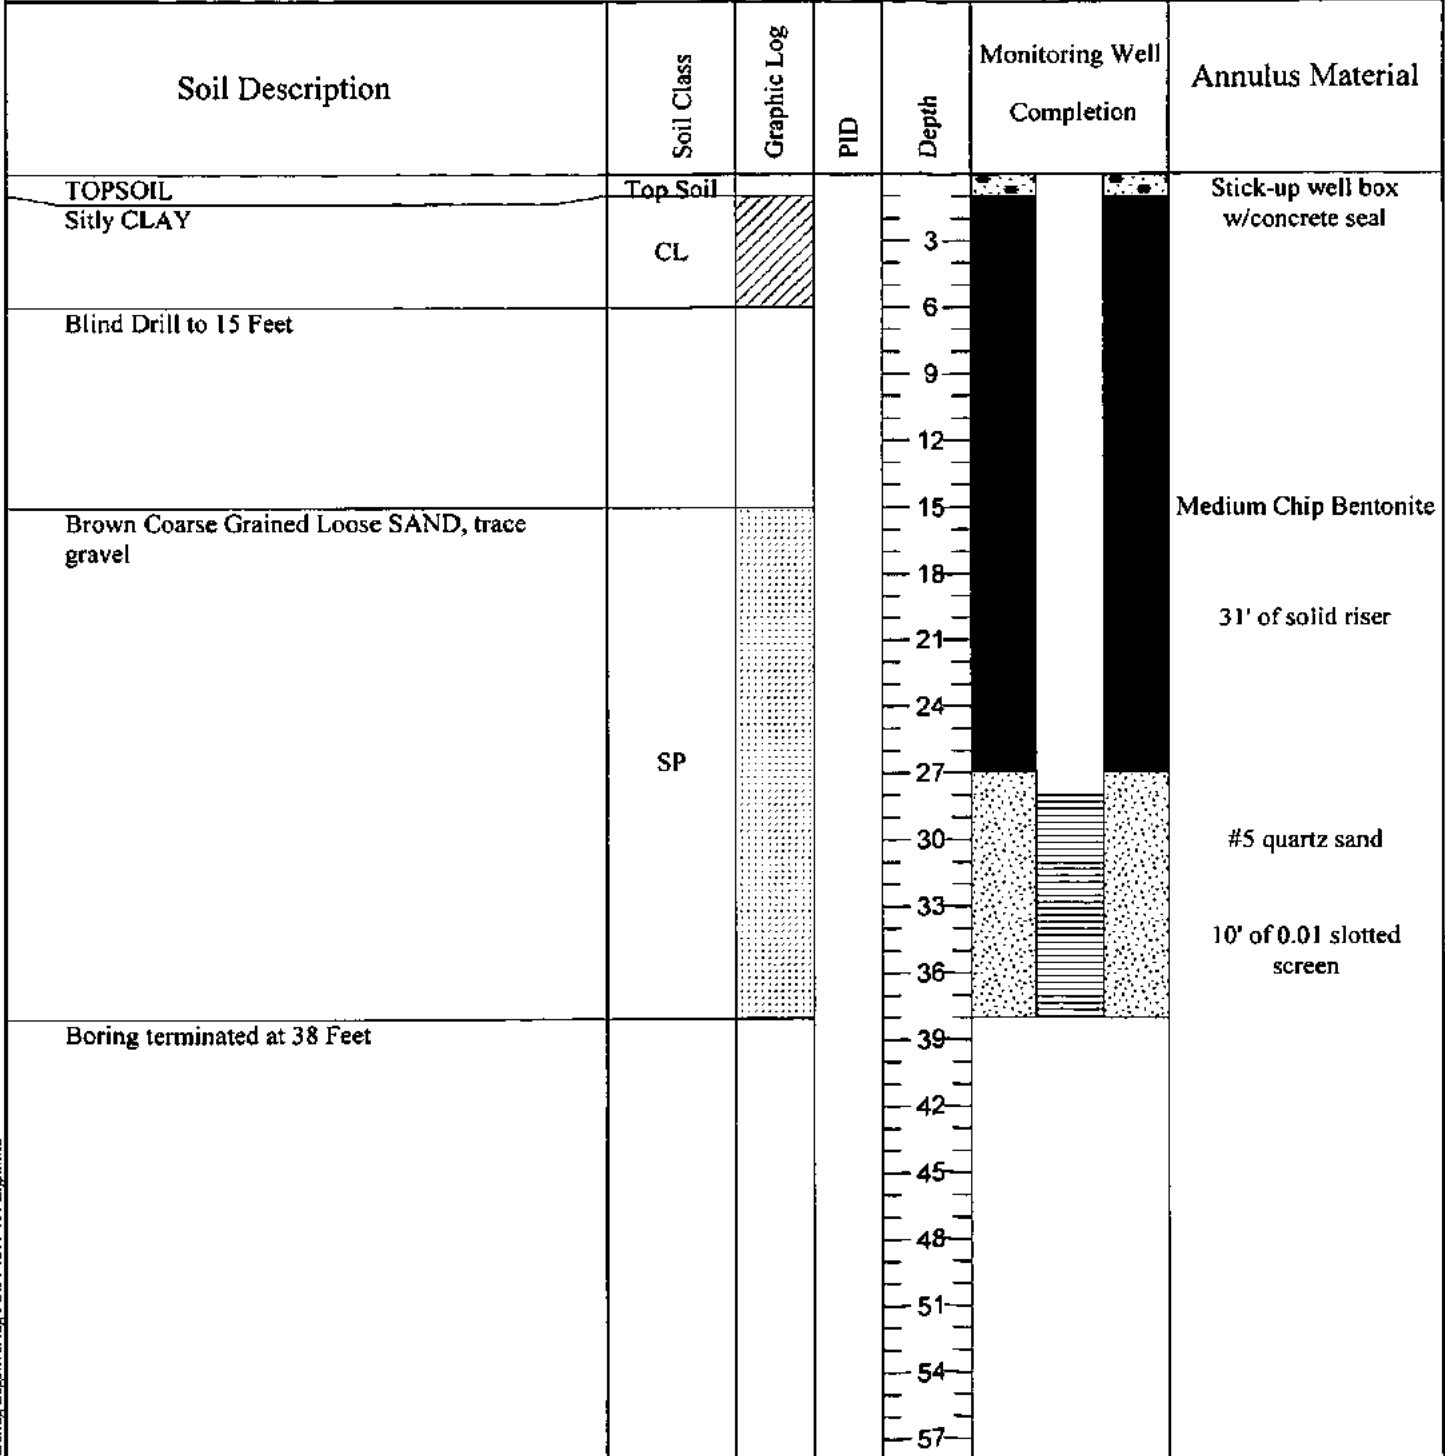 Soil Description
Soil Class
Graphic Log
PID
Depth
Monitoring Well
Completion
Annulus Material
TOPSOIL
Top Soil
Stick-up well box
w/concrete seal
Sitly CLAY
CL
3
6
Blind Drill to 15 Feet
9
12
15
Medium Chip Bentonite
Brown Coarse Grained Loose SAND, trace
gravel
18
31' of solid riser
21
24
SP
27
30
#5 quartz sand
33
10' of 0.01 slotted
screen
36
Boring terminated at 38 Feet
39
42
45
48
51
54
57